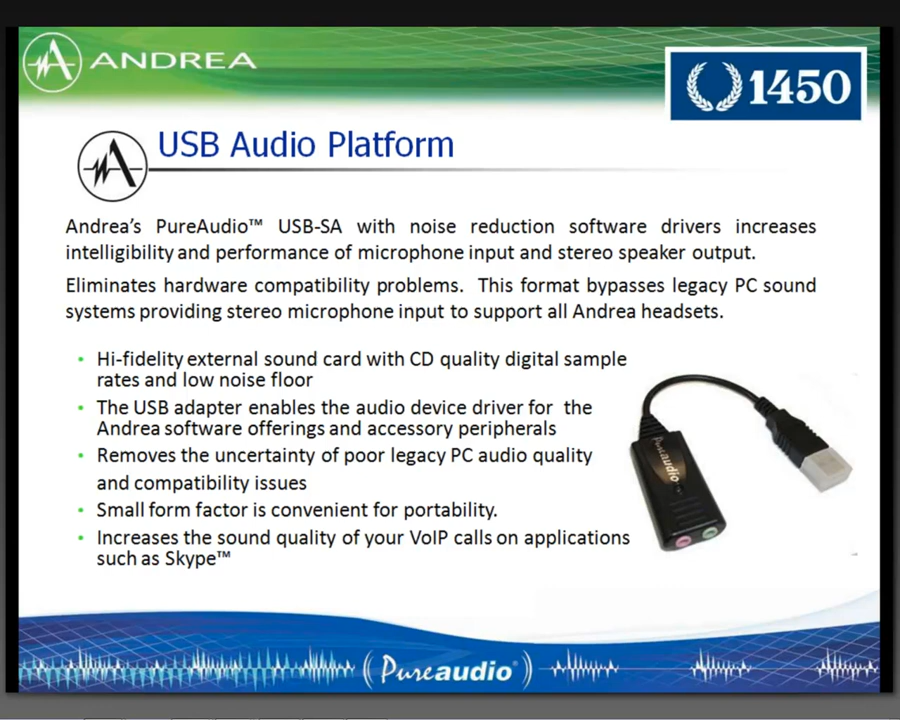 ANDREA
1450
USB Audio Platform
Andrea's PureAudio™ USB-SA with noise reduction software drivers increases
intelligibility and performance of microphone input and stereo speaker output.
Eliminates hardware compatibility problems. This format bypasses legacy PC sound
systems providing stereo microphone input to support all Andrea headsets.
• Hi-fidelity external sound card with CD quality digital sample
rates and low noise floor
• The USB adapter enables the audio device driver for the
Andrea software offerings and accessory peripherals
• Removes the uncertainty of poor legacy PC audio quality
and compatibility issues
• Small form factor is convenient for portability.
• Increases the sound quality of your VoIP calls on applications
such as Skype™
Pureaudio
(Pureaudio®)